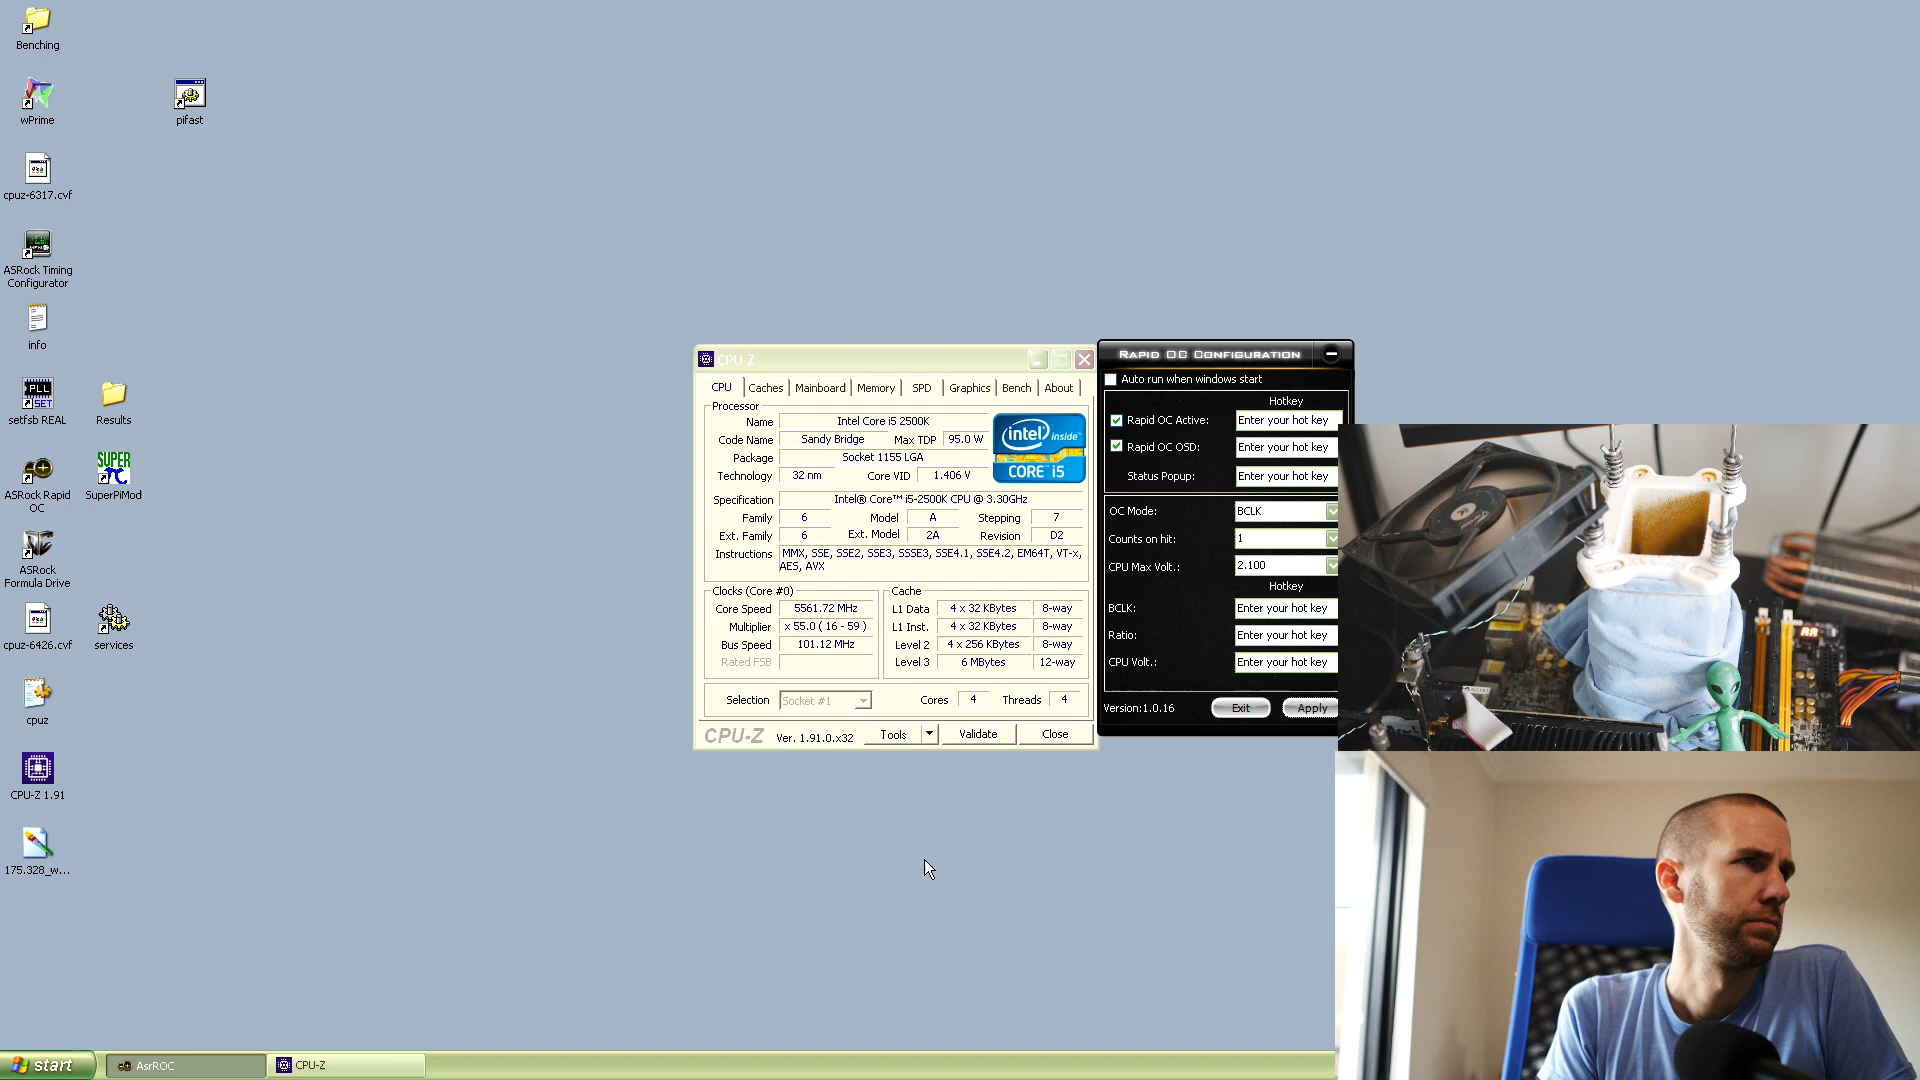 Benching
wPrime
pifast
cpuz-6317.cvf
ASRock Timing
Configurator
info
PLL
SET
setfsb REAL
Results
ASRock Rapid
OC
SUPER
SuperPiMod
ASRock
Formula Drive
cpuz-6426.cvf
services
cpuz
CPU-Z 1.91
175.328_w...
CPU-Z
CPU Caches Mainboard Memory SPD Graphics Bench About
Processor
Name Intel Core i5 2500K
Code Name Sandy Bridge Max TDP 95.0 W
Package Socket 1155 LGA
Technology 32 nm Core VID 1.406 V
intel inside
CORE i5
Specification Intel® Core™ i5-2500K CPU @ 3.30GHz
Family 6 Model A Stepping 7
Ext. Family 6 Ext. Model 2A Revision D2
Instructions MMX, SSE, SSE2, SSE3, SSSE3, SSE4.1, SSE4.2, EM64T, VT-x,
AES, AVX
Clocks (Core #0)
Core Speed 5561.72 MHz
Multiplier x 55.0 ( 16 - 59 )
Bus Speed 101.12 MHz
Rated FSB
Cache
L1 Data 4 x 32 KBytes 8-way
L1 Inst. 4 x 32 KBytes 8-way
Level 2 4 x 256 KBytes 8-way
Level 3 6 MBytes 12-way
Selection Socket #1 Cores 4 Threads 4
CPU-Z Ver. 1.91.0.x32 Tools Validate Close
RAPID OC CONFIGURATION
Auto run when windows start
Hotkey
Rapid OC Active: Enter your hot key
Rapid OC OSD: Enter your hot key
Status Popup: Enter your hot key
OC Mode: BCLK
Counts on hit: 1
CPU Max Volt.: 2.100
Hotkey
BCLK: Enter your hot key
Ratio: Enter your hot key
CPU Volt.: Enter your hot key
Version:1.0.16 Exit Apply
start AsrROC CPU-Z